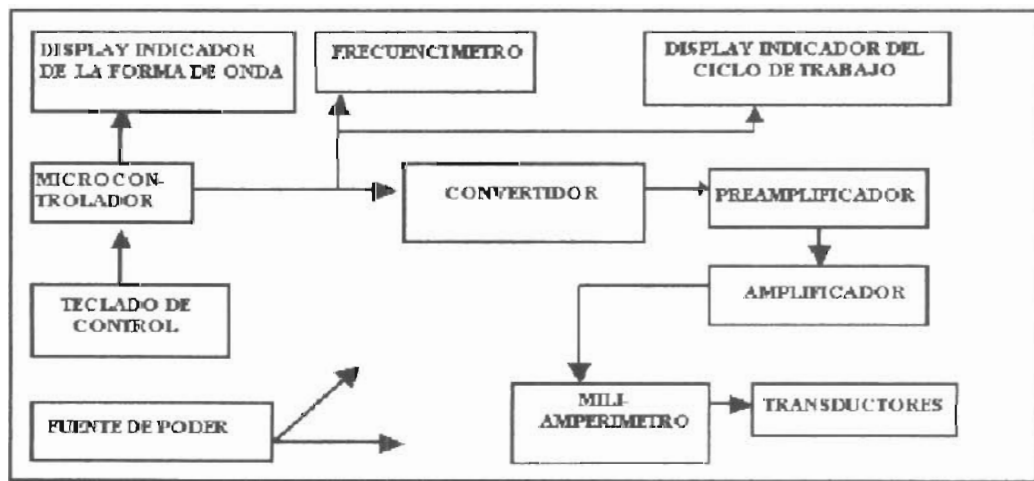 DISPLAY INDICADOR
DE LA FORMA DE ONDA
FRECUENCIMETRO
DISPLAY INDICADOR DEL
CICLO DE TRABAJO
MICROCON-
TROLADOR
CONVERTIDOR
PREAMPLIFICADOR
TECLADO DE
CONTROL
AMPLIFICADOR
FUENTE DE PODER
MILI-
AMPERIMETRO
TRANSDUCTORES